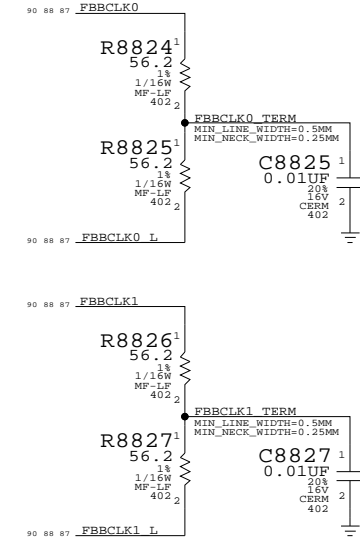 90 88 87 FBBCLK0
R8824 1
56.2
1%
1/16W
MF-LF
402 2
FBBCLK0_TERM
MIN_LINE_WIDTH=0.5MM
MIN_NECK_WIDTH=0.25MM
R8825 1
56.2
1%
1/16W
MF-LF
402 2
C8825 1
0.01UF
20%
16V 2
CERM
402
90 88 87 FBBCLK0_L
90 88 87 FBBCLK1
R8826 1
56.2
1%
1/16W
MF-LF
402 2
FBBCLK1_TERM
MIN_LINE_WIDTH=0.5MM
MIN_NECK_WIDTH=0.25MM
R8827 1
56.2
1%
1/16W
MF-LF
402 2
C8827 1
0.01UF
20%
16V 2
CERM
402
90 88 87 FBBCLK1_L